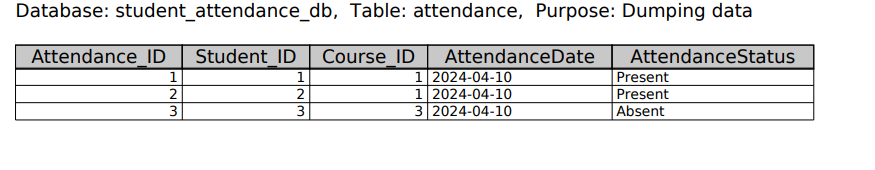 Database: student_attendance_db, Table: attendance, Purpose: Dumping data
Attendance_ID Student_ID Course_ID AttendanceDate AttendanceStatus
1 1 1 2024-04-10 Present
2 2 1 2024-04-10 Present
3 3 3 2024-04-10 Absent